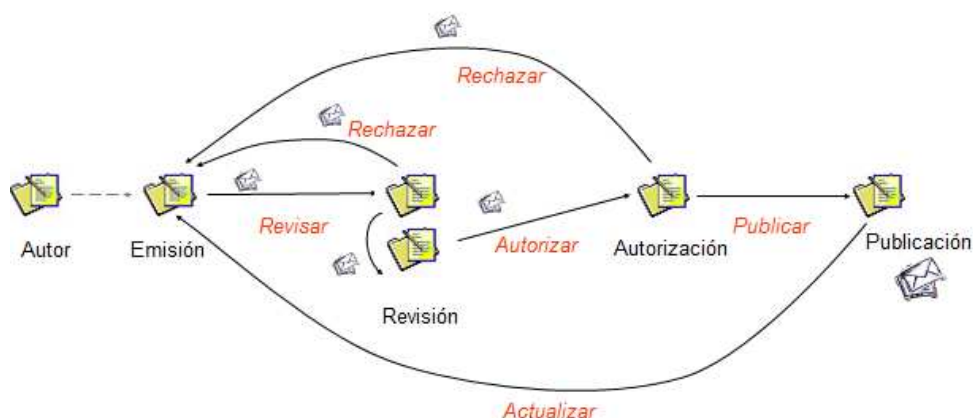 Rechazar
Rechazar
Revisar
Autorizar
Publicar
Autor
Emisión
Autorización
Publicación
Revisión
Actualizar